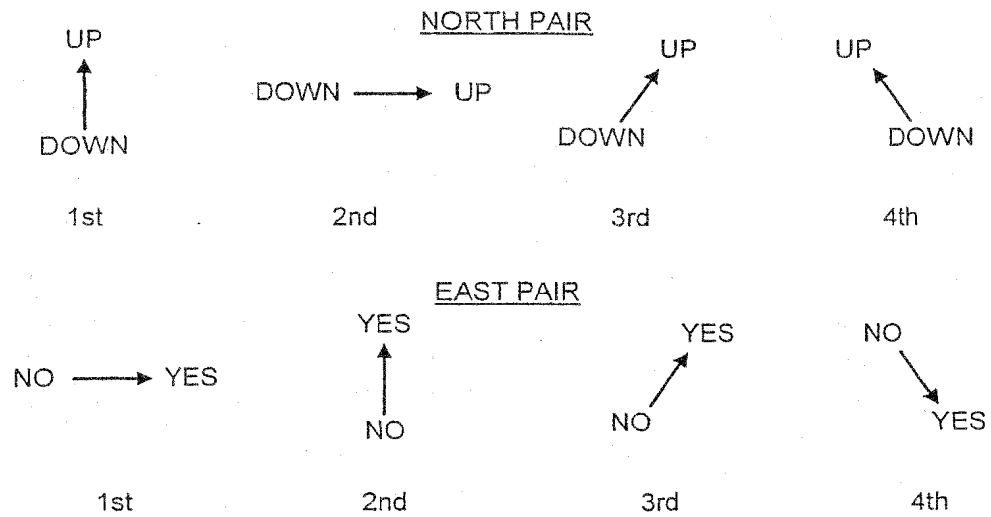 NORTH PAIR
UP
DOWN
DOWN UP
UP
DOWN
UP
DOWN
1st 2nd 3rd 4th
EAST PAIR
NO YES
YES
NO
YES
NO
NO
YES
1st 2nd 3rd 4th